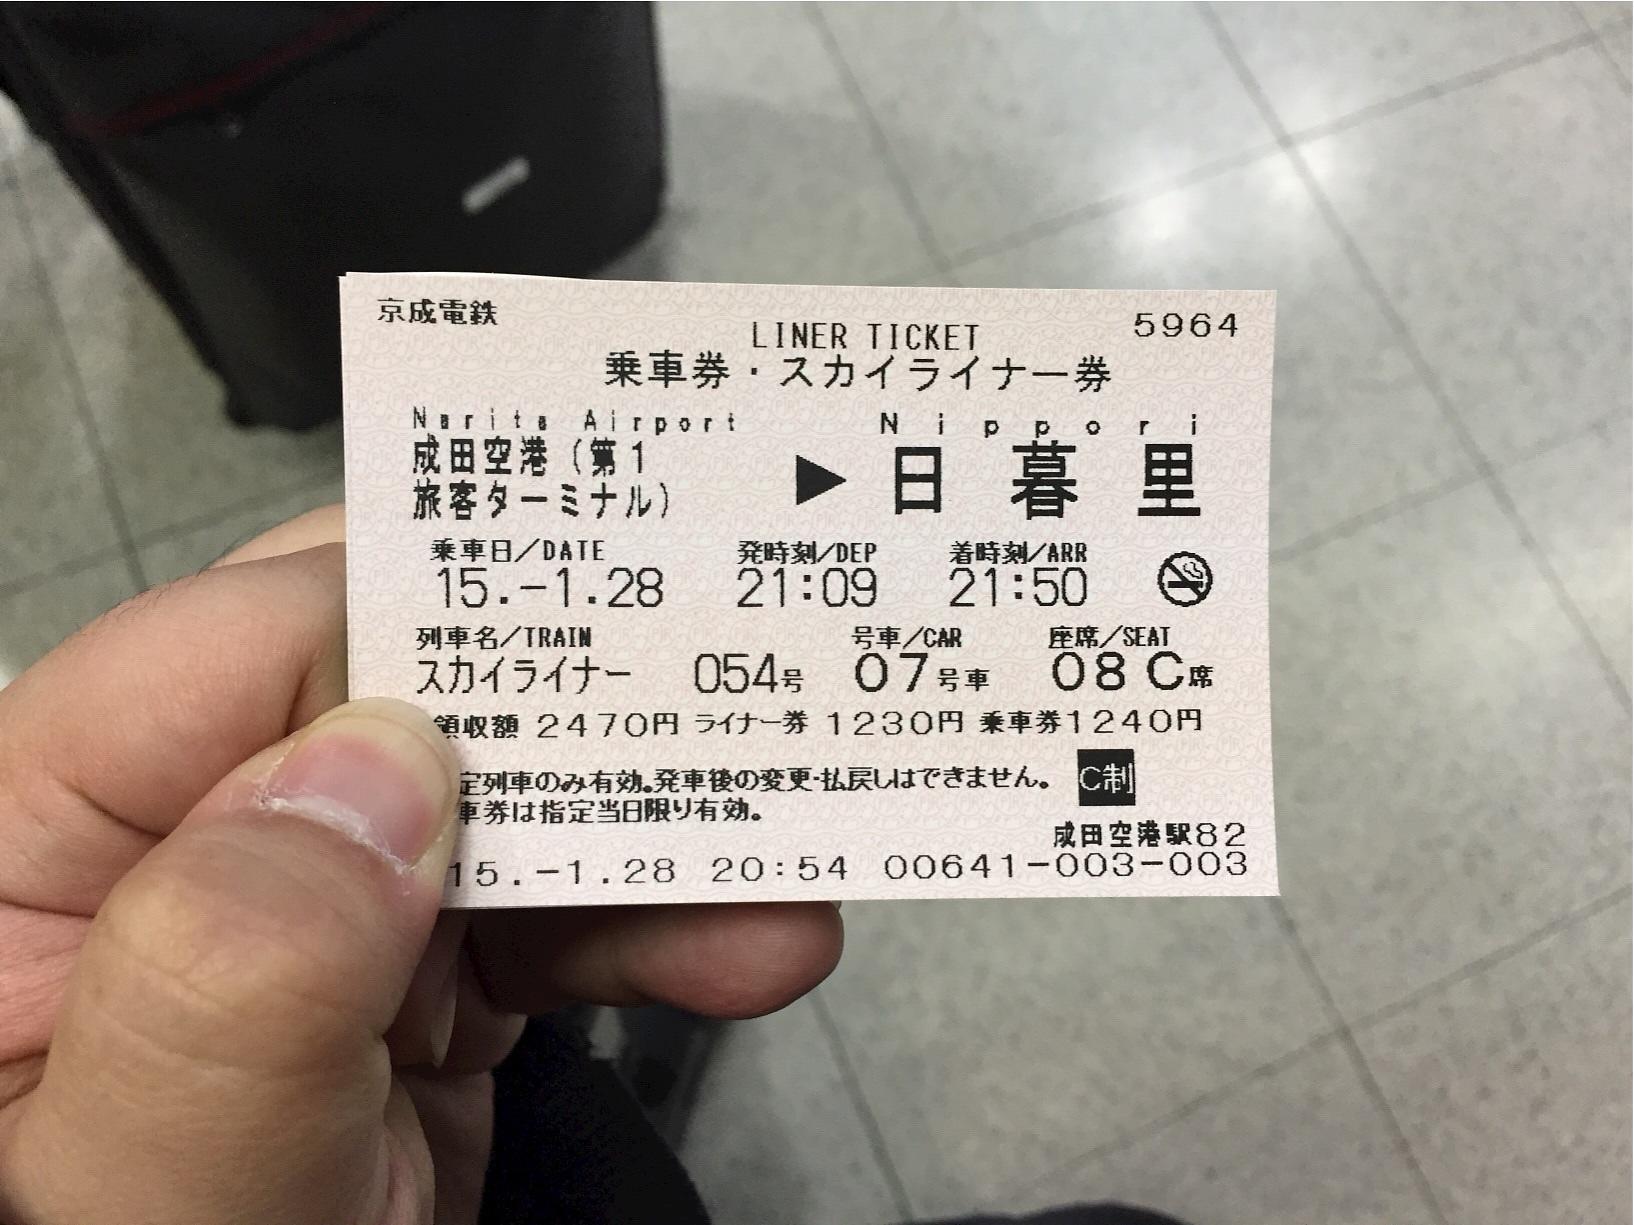 京成電鉄
5964
LINER TICKET
乗車券・スカイライナー券
Narita Airport
Nippori
成田空港(第1
旅客ターミナル)
▶ 日暮里
乗車日/DATE 発時刻/DEP 着時刻/ARR
15.-1.28 21:09 21:50
列車名/TRAIN 号車/CAR 座席/SEAT
スカイライナー 054号 07号車 08C席
領収額 2470円 ライナー券 1230円 乗車券1240円
定列車のみ有効。発車後の変更・払戻しはできません。 C制
車券は指定当日限り有効。
成田空港駅82
15.-1.28 20:54 00641-003-003